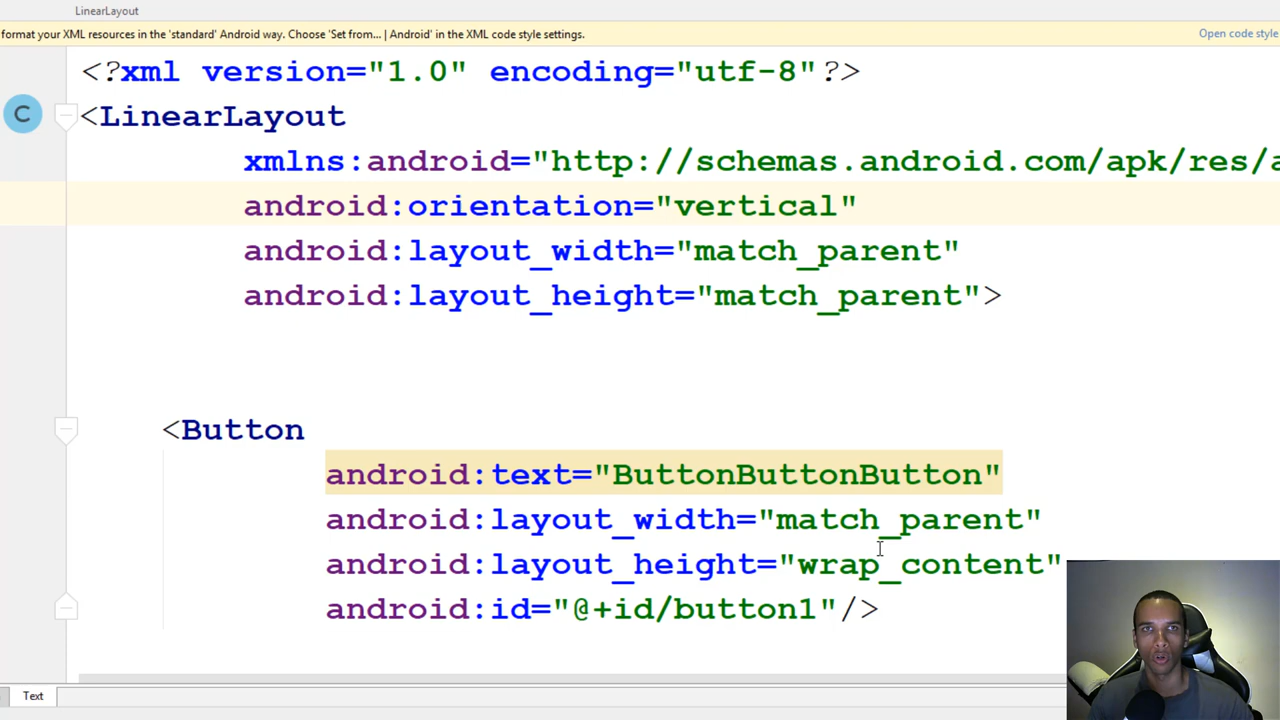 LinearLayout
format your XML resources in the 'standard' Android way. Choose 'Set from... | Android' in the XML code style settings.
Open code style
<?xml version="1.0" encoding="utf-8"?>
C
<LinearLayout
xmlns:android="http://schemas.android.com/apk/res/a
android:orientation="vertical"
android:layout_width="match_parent"
android:layout_height="match_parent">
<Button
android:text="ButtonButtonButton"
android:layout_width="match_parent"
android:layout_height="wrap_content"
android:id="@+id/button1"/>
Text